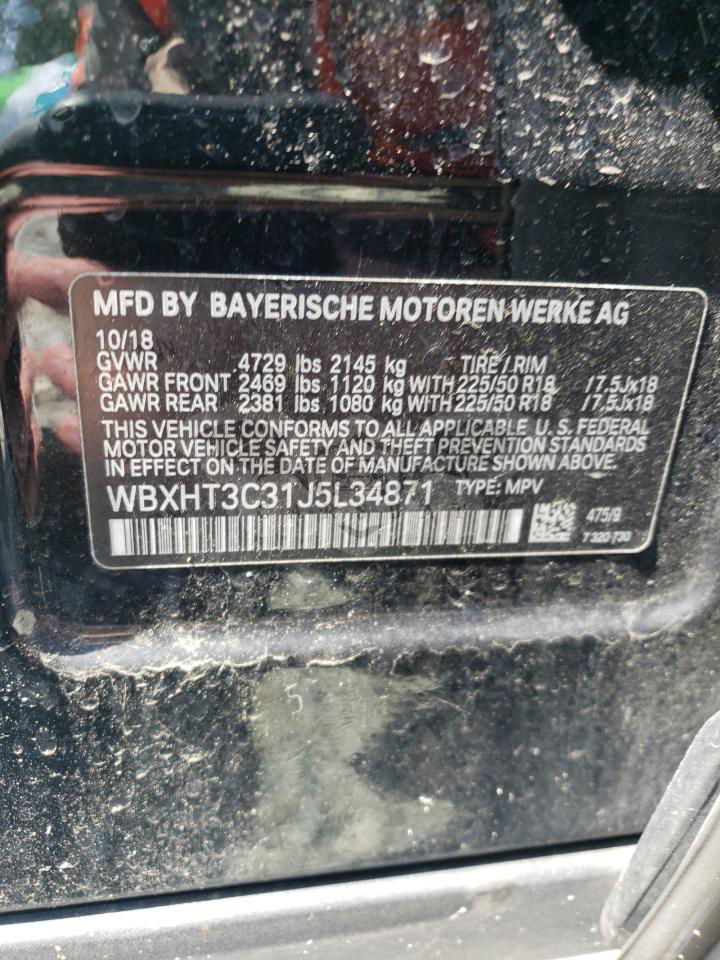 MFD BY BAYERISCHE MOTOREN WERKE AG
10/18
GVWR 4729 lbs 2145 kg TIRE / RIM
GAWR FRONT 2469 lbs 1120 kg WITH 225/50 R18 /7.5Jx18
GAWR REAR 2381 lbs 1080 kg WITH 225/50 R18 /7.5Jx18
THIS VEHICLE CONFORMS TO ALL APPLICABLE U. S. FEDERAL
MOTOR VEHICLE SAFETY AND THEFT PREVENTION STANDARDS
IN EFFECT ON THE DATE OF MANUFACTURE SHOWN ABOVE.
WBXHT3C31J5L34871 TYPE: MPV
475/9
7 320 730